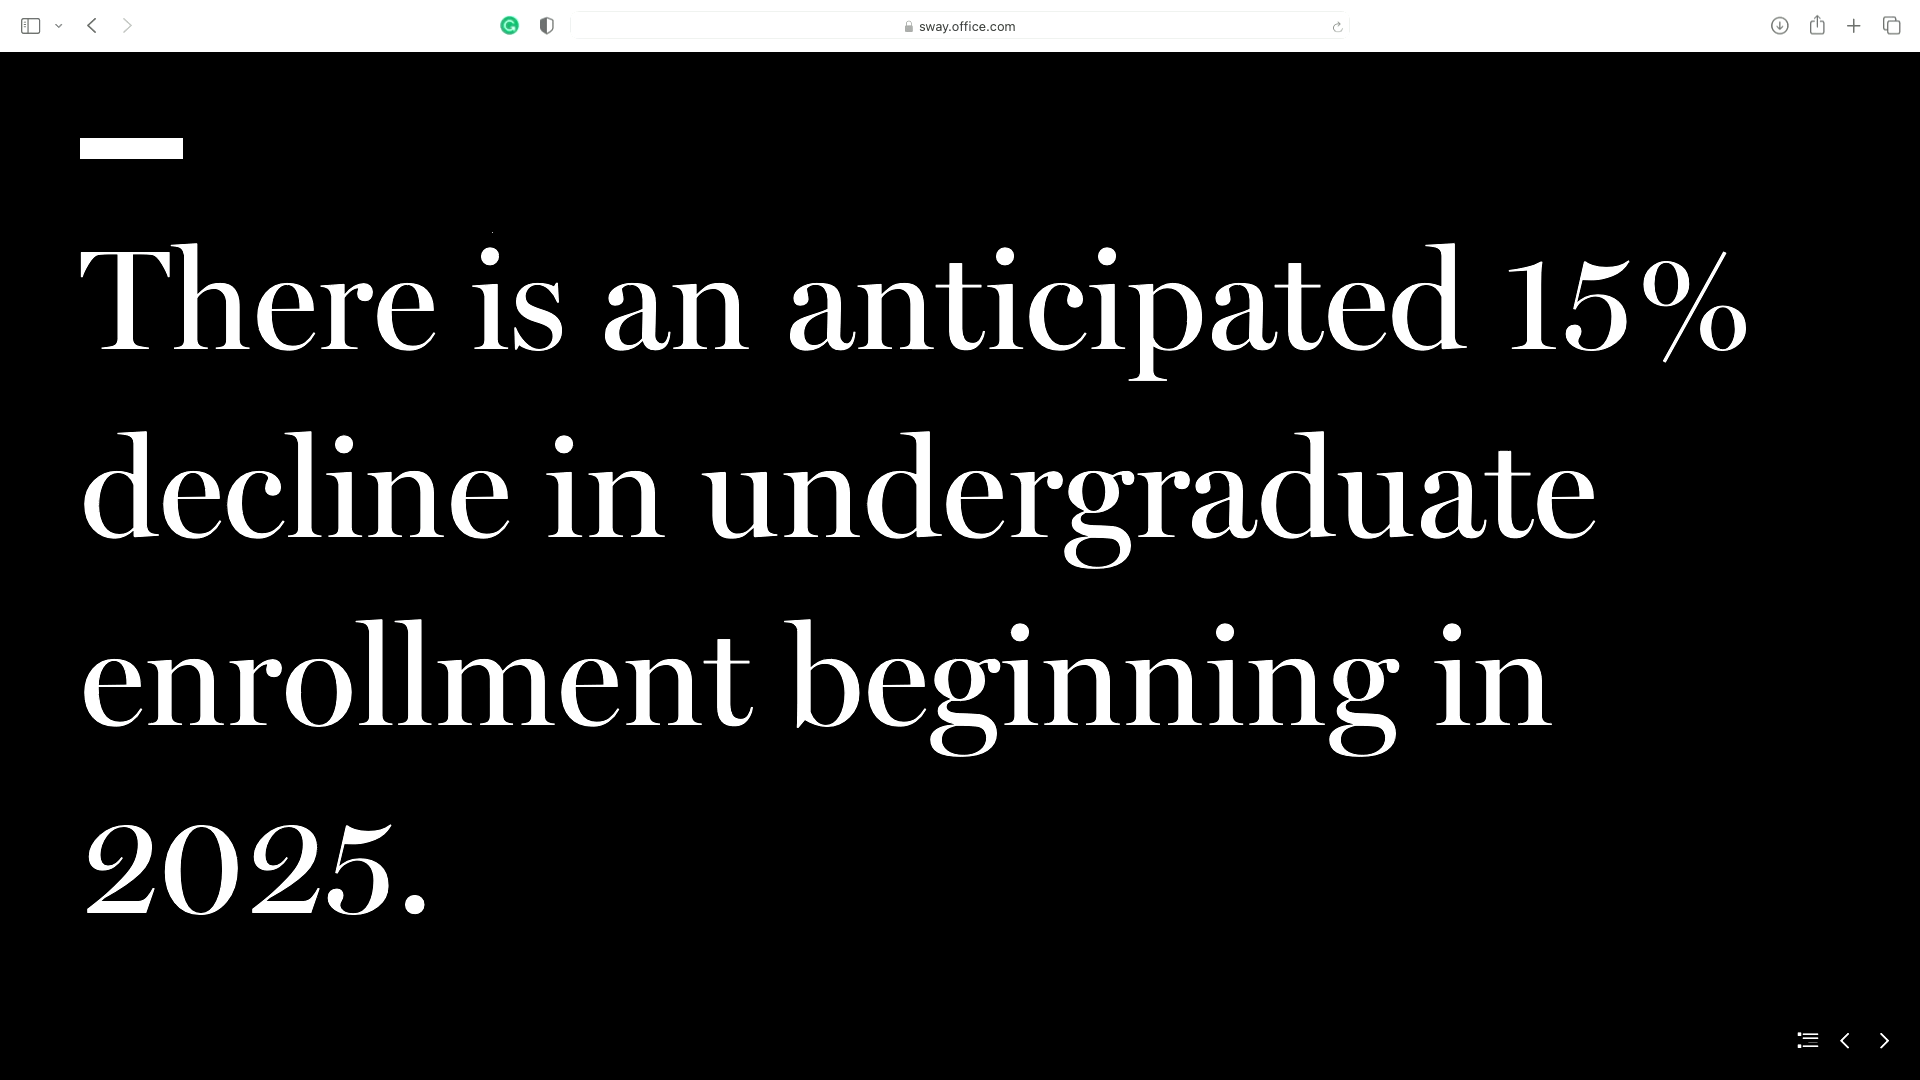 sway.office.com
There is an anticipated 15%
decline in undergraduate
enrollment beginning in
2025.